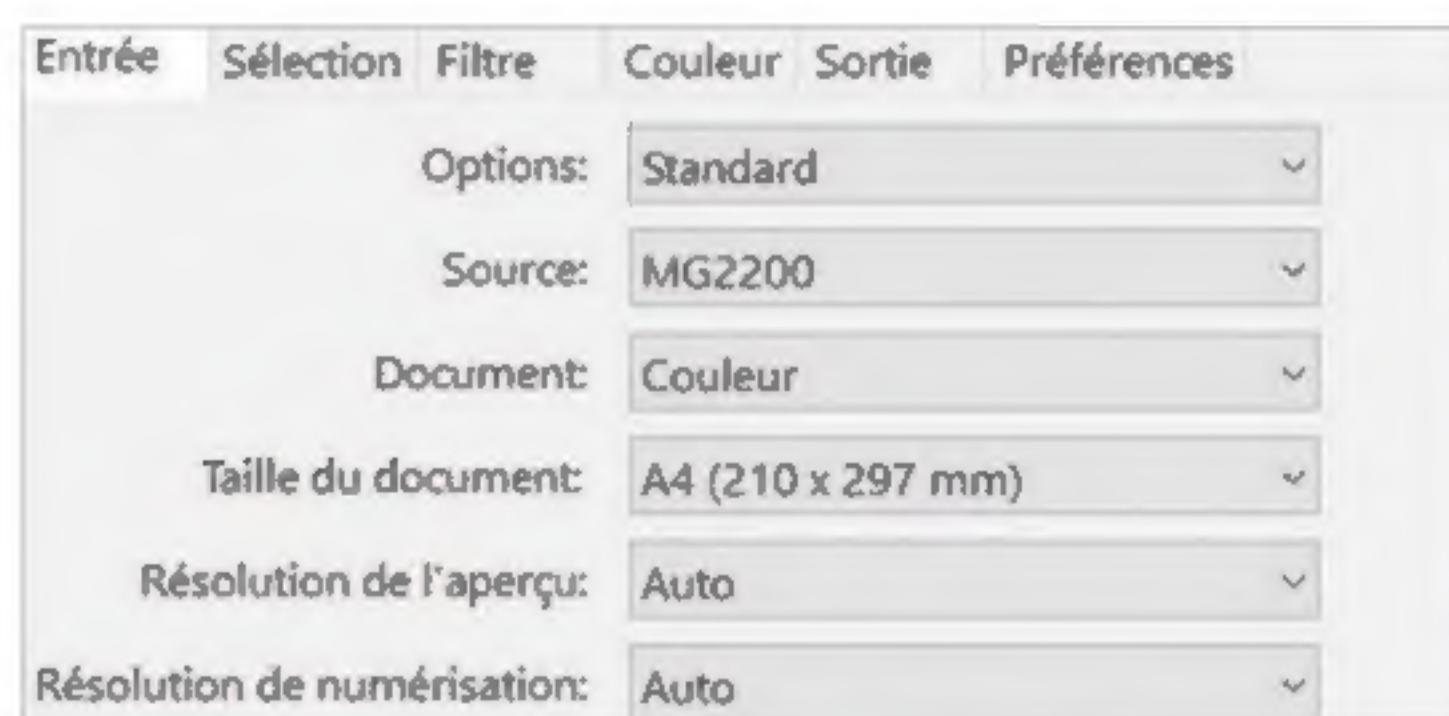 Entrée Sélection Filtre Couleur Sortie Préférences
Options: Standard
Source: MG2200
Document: Couleur
Taille du document: A4 (210 x 297 mm)
Résolution de l'aperçu: Auto
Résolution de numérisation: Auto